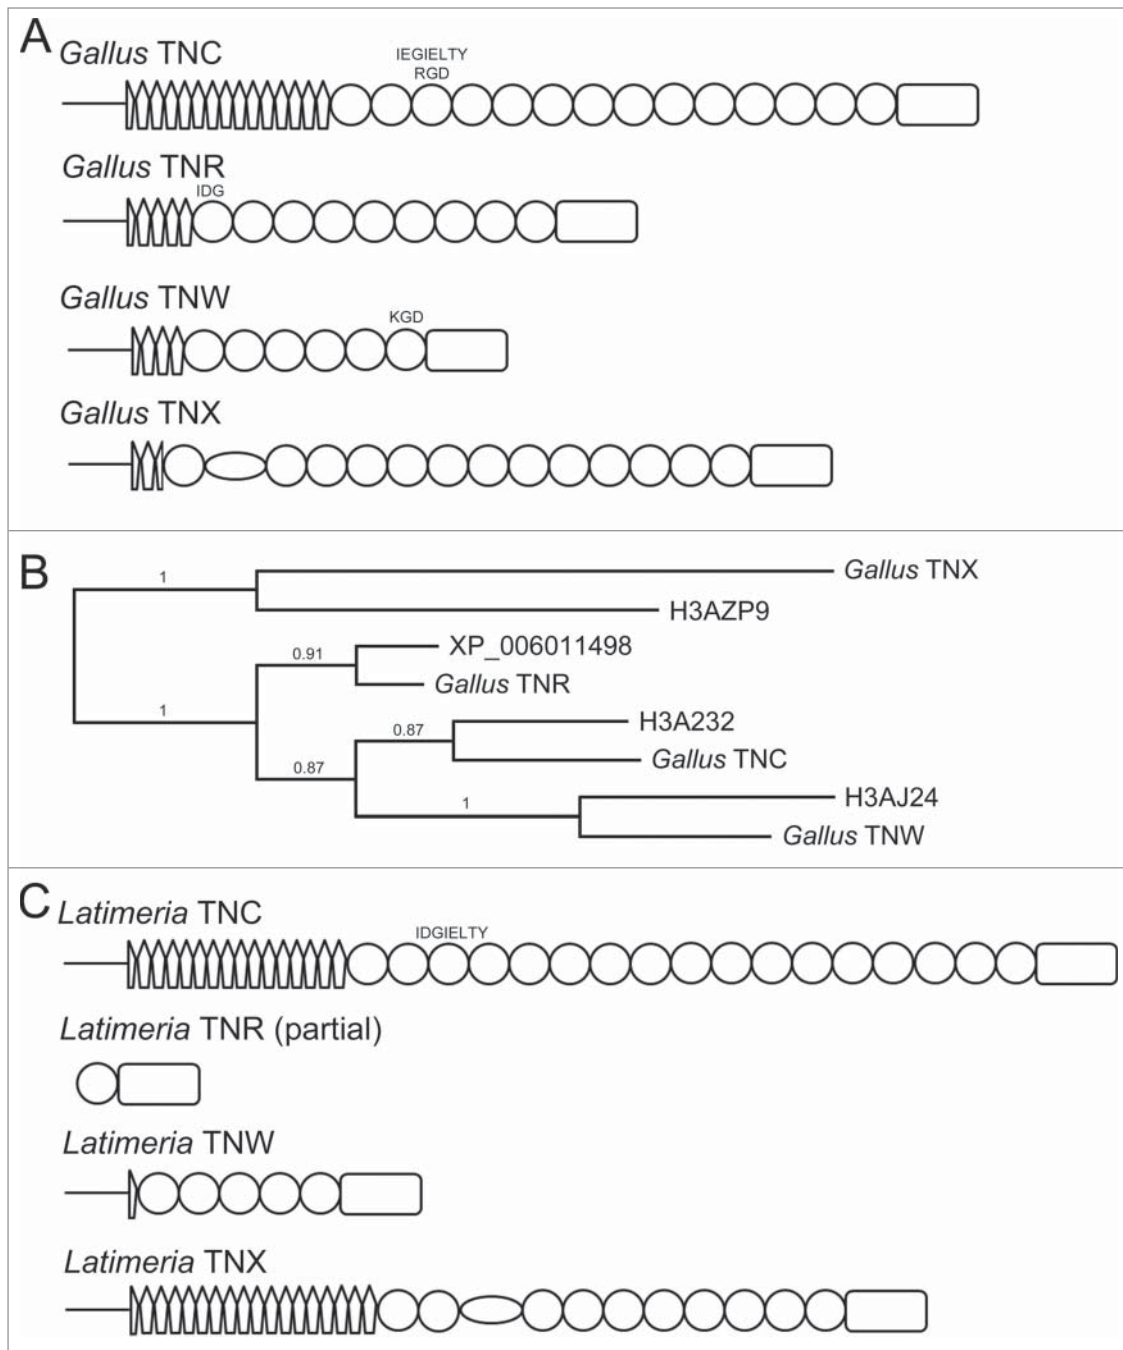 A
Gallus TNC
IEGIELTY
RGD
Gallus TNR
IDG
Gallus TNW
KGD
Gallus TNX
B
1
Gallus TNX
H3AZP9
0.91
XP_006011498
Gallus TNR
1
0.87
H3A232
Gallus TNC
0.87
1
H3AJ24
Gallus TNW
C
Latimeria TNC
IDGIELTY
Latimeria TNR (partial)
Latimeria TNW
Latimeria TNX